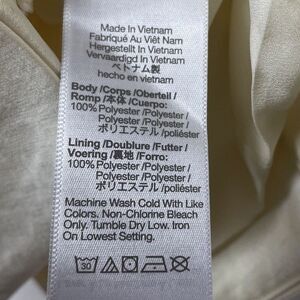 Made In Vietnam
Fabriqué Au Việt Nam
Hergestellt In Vietnam
Vervaardigd In Vietnam
ベトナム製
hecho en vietnam
Body /Corps /Oberteil /
Romp /本体 /Cuerpo:
100% Polyester /Polyester /
Polyester /Polyester /
ポリエステル /poliéster
Lining /Doublure /Futter /
Voering /裏地 /Forro:
100% Polyester /Polyester /
Polyester /Polyester /
ポリエステル /poliéster
Machine Wash Cold With Like
Colors. Non-Chlorine Bleach
Only. Tumble Dry Low. Iron
On Lowest Setting.
30